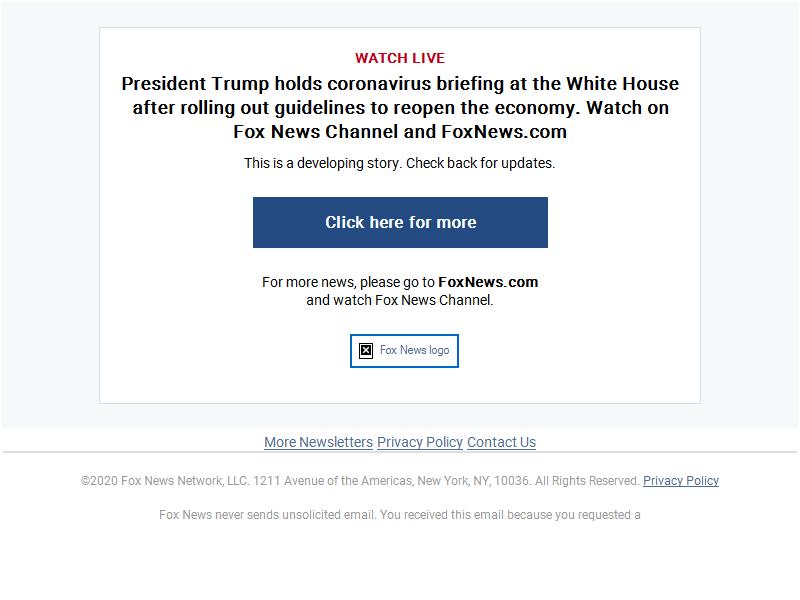 WATCH LIVE
President Trump holds coronavirus briefing at the White House
after rolling out guidelines to reopen the economy. Watch on
Fox News Channel and FoxNews.com
This is a developing story. Check back for updates.
Click here for more
For more news, please go to FoxNews.com
and watch Fox News Channel.
Fox News logo
More Newsletters Privacy Policy Contact Us
©2020 Fox News Network, LLC. 1211 Avenue of the Americas, New York, NY, 10036. All Rights Reserved. Privacy Policy
Fox News never sends unsolicited email. You received this email because you requested a